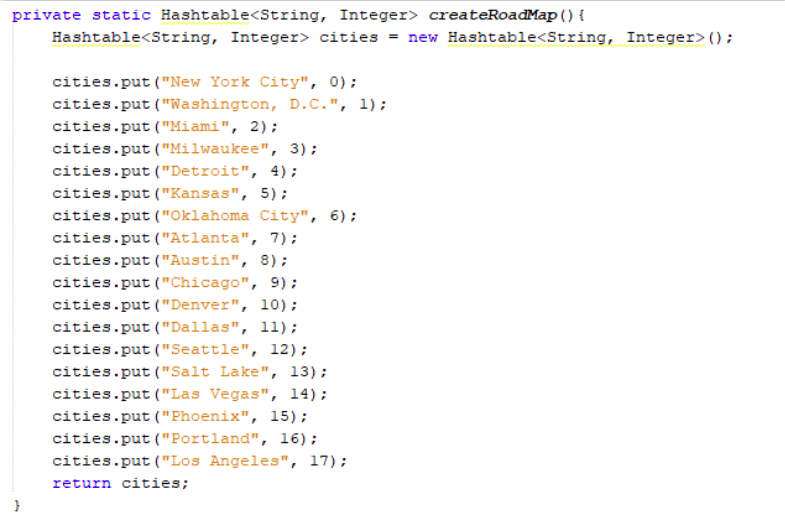 private static Hashtable<String, Integer> createRoadMap(){
    Hashtable<String, Integer> cities = new Hashtable<String, Integer>();

    cities.put("New York City", 0);
    cities.put("Washington, D.C.", 1);
    cities.put("Miami", 2);
    cities.put("Milwaukee", 3);
    cities.put("Detroit", 4);
    cities.put("Kansas", 5);
    cities.put("Oklahoma City", 6);
    cities.put("Atlanta", 7);
    cities.put("Austin", 8);
    cities.put("Chicago", 9);
    cities.put("Denver", 10);
    cities.put("Dallas", 11);
    cities.put("Seattle", 12);
    cities.put("Salt Lake", 13);
    cities.put("Las Vegas", 14);
    cities.put("Phoenix", 15);
    cities.put("Portland", 16);
    cities.put("Los Angeles", 17);
    return cities;
}